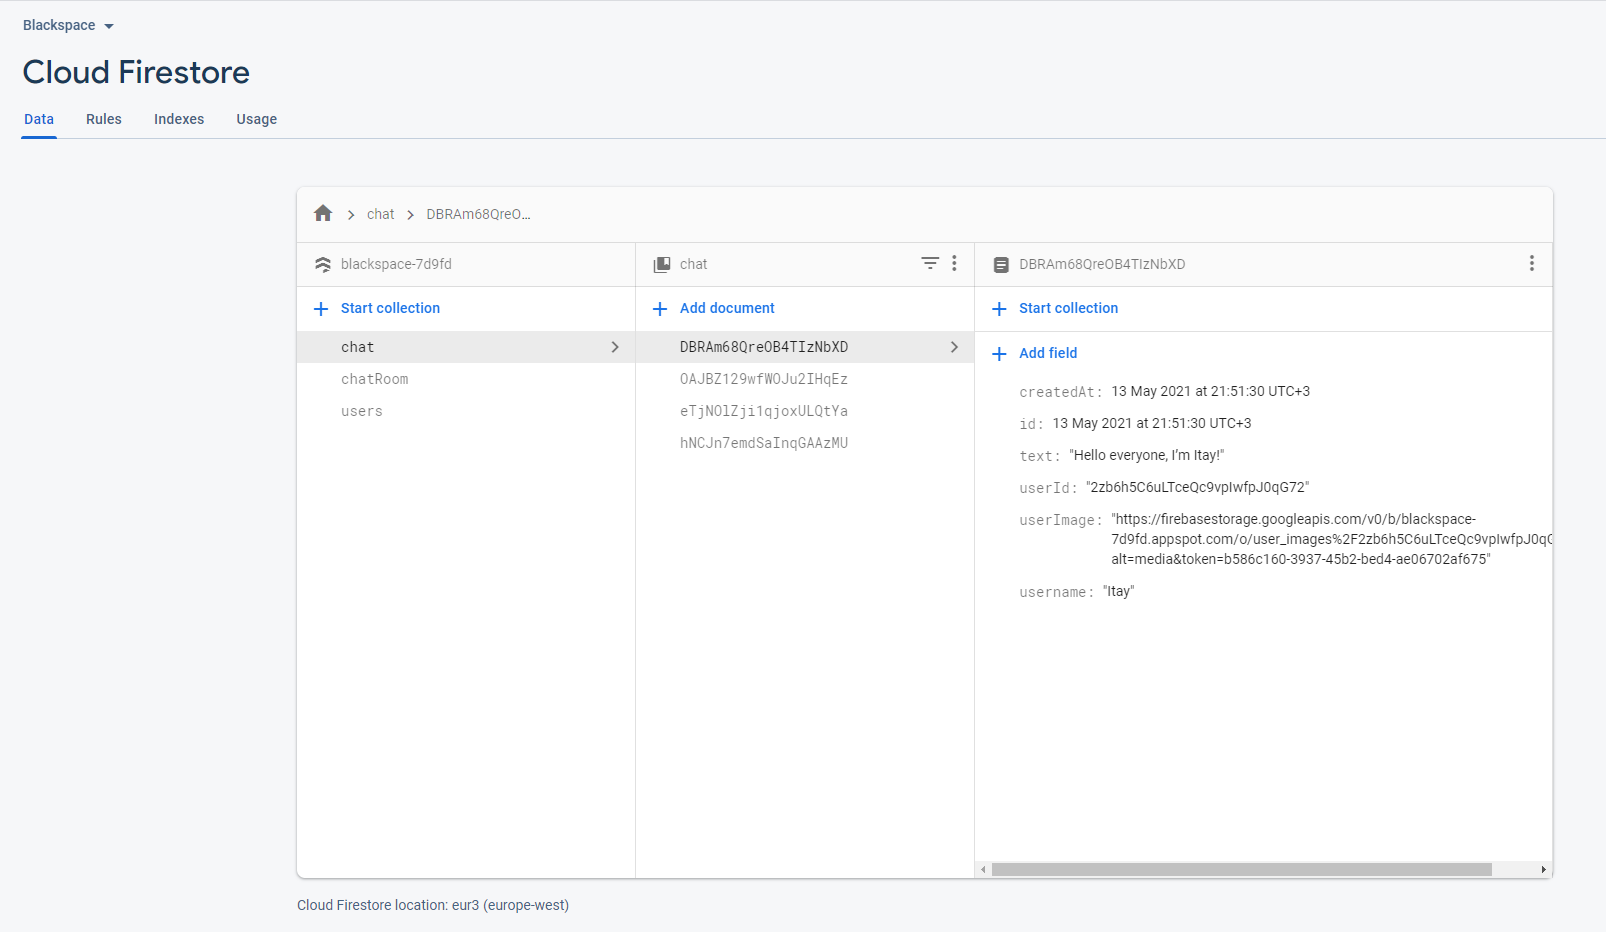 Blackspace
Cloud Firestore
Data Rules Indexes Usage
chat DBRAm68QreO...
blackspace-7d9fd
Start collection
chat
chatRoom
users
chat
Add document
DBRAm68QreOB4TIzNbXD
OAJBZ129wfWOJu2IHqEz
eTjNOlZji1qjoxULQtYa
hNCJn7emdSaInqGAAzMU
DBRAm68QreOB4TIzNbXD
Start collection
Add field
createdAt: 13 May 2021 at 21:51:30 UTC+3
id: 13 May 2021 at 21:51:30 UTC+3
text: "Hello everyone, I'm Itay!"
userId: "2zb6h5C6uLTceQc9vpIwfpJ0qG72"
userImage: "https://firebasestorage.googleapis.com/v0/b/blackspace-
7d9fd.appspot.com/o/user_images%2F2zb6h5C6uLTceQc9vpIwfpJ0qG
alt=media&token=b586c160-3937-45b2-bed4-ae06702af675"
username: "Itay"
Cloud Firestore location: eur3 (europe-west)